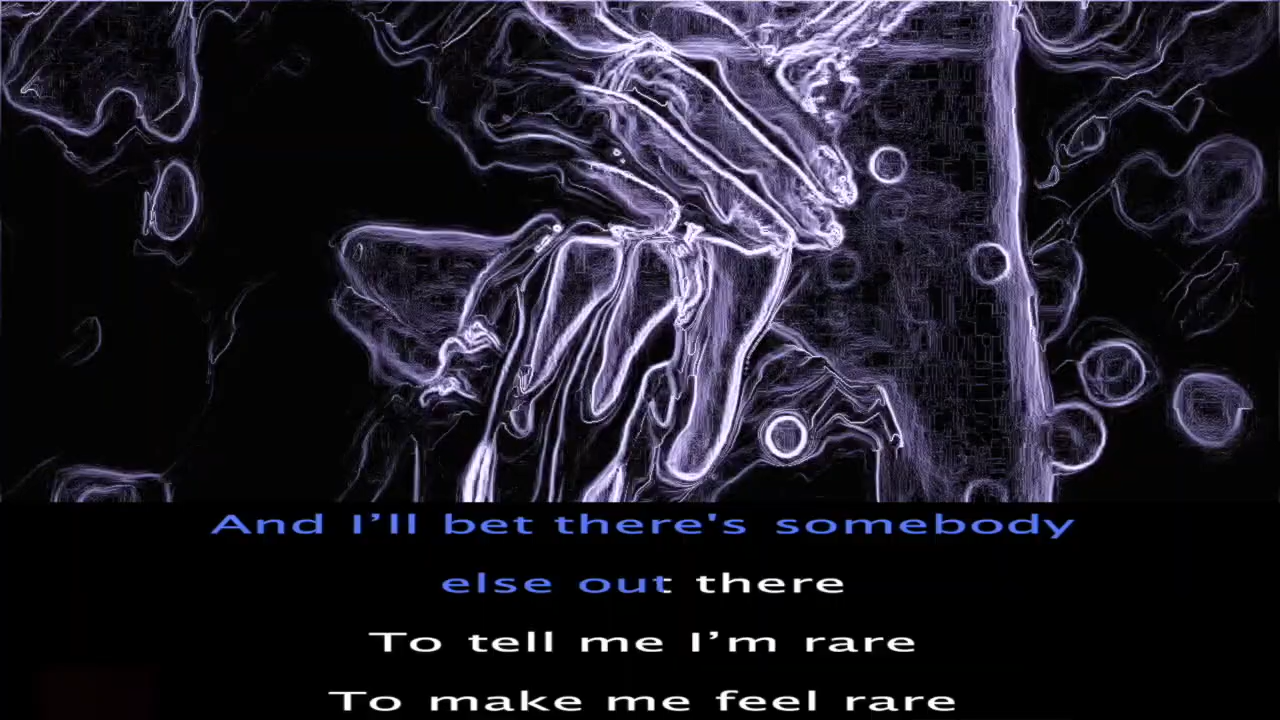 And I’ll bet there's somebody
else out there
To tell me I’m rare
To make me feel rare